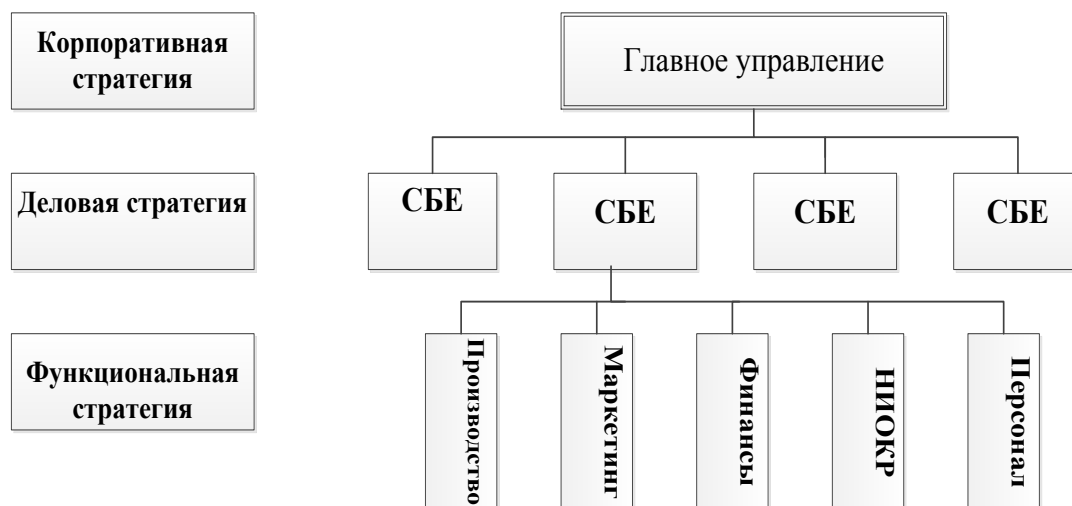 Корпоративная
стратегия
Главное управление
Деловая стратегия
СБЕ
СБЕ
СБЕ
СБЕ
Функциональная
стратегия
Производство
Маркетинг
Финансы
НИОКР
Персонал